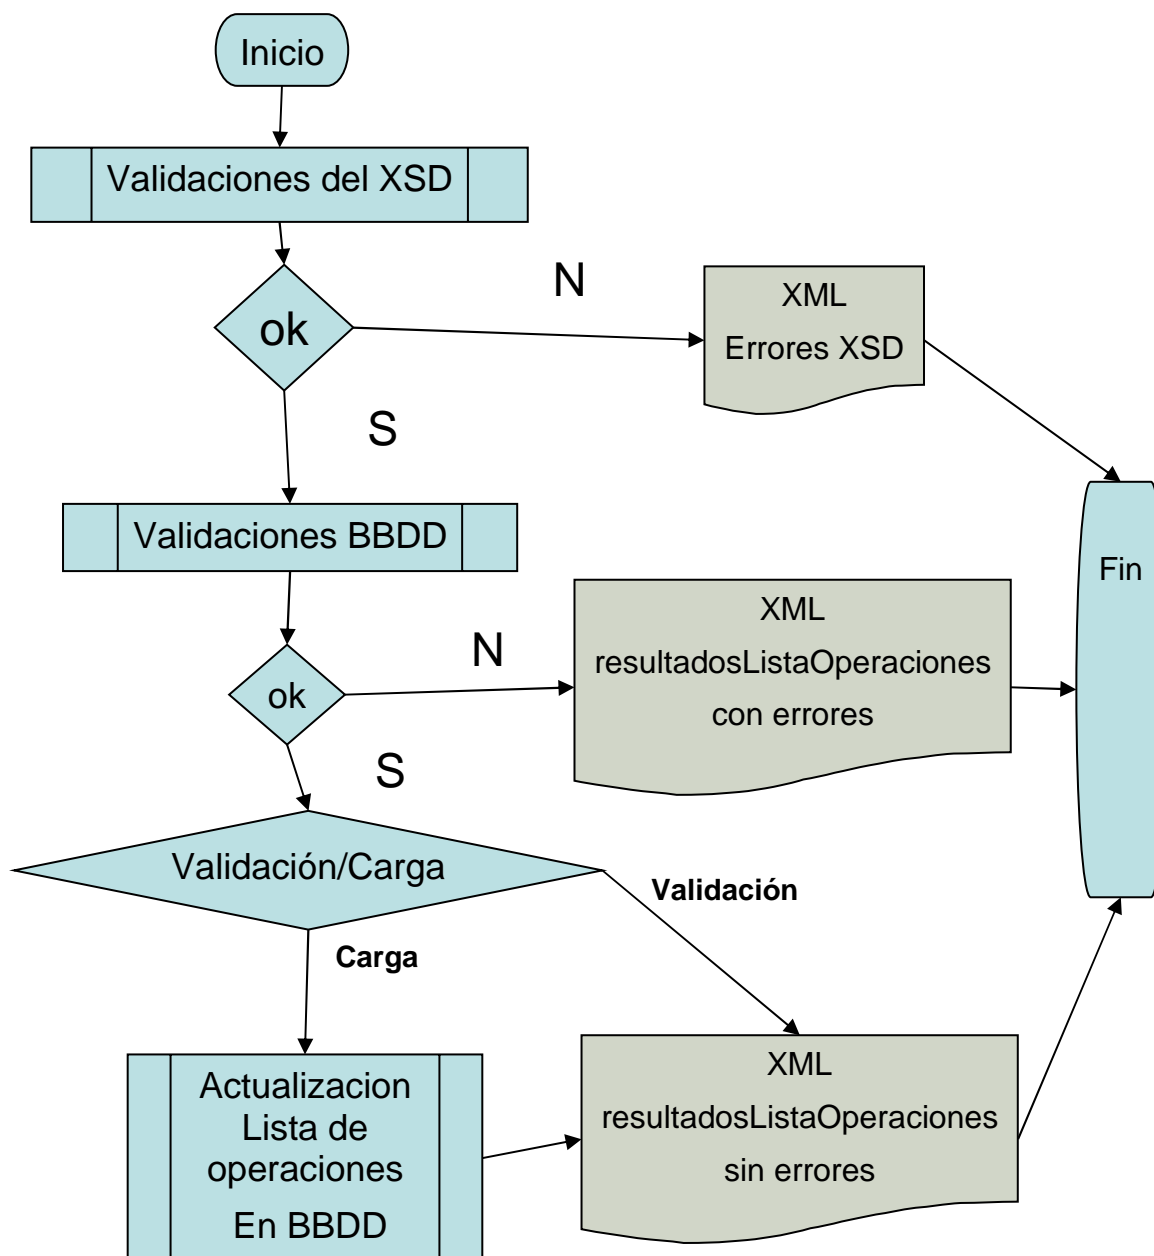 Inicio
Validaciones del XSD
N
XML
Errores XSD
ok
S
Validaciones BBDD
Fin
N
XML
resultadosListaOperaciones
con errores
ok
S
Validación/Carga
Validación
Carga
Actualizacion
Lista de
operaciones
En BBDD
XML
resultadosListaOperaciones
sin errores